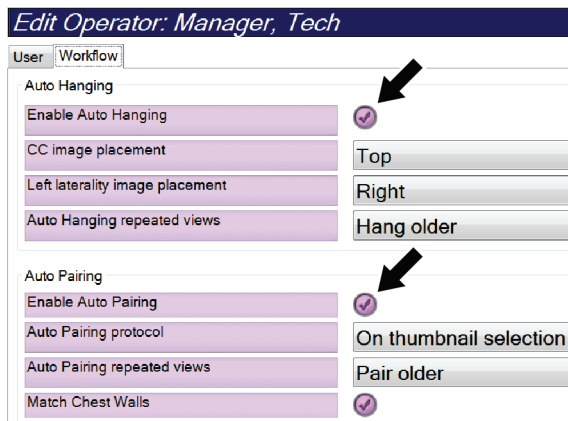 Edit Operator: Manager, Tech
User Workflow
Auto Hanging
Enable Auto Hanging
CC image placement Top
Left laterality image placement Right
Auto Hanging repeated views Hang older
Auto Pairing
Enable Auto Pairing
Auto Pairing protocol On thumbnail selection
Auto Pairing repeated views Pair older
Match Chest Walls